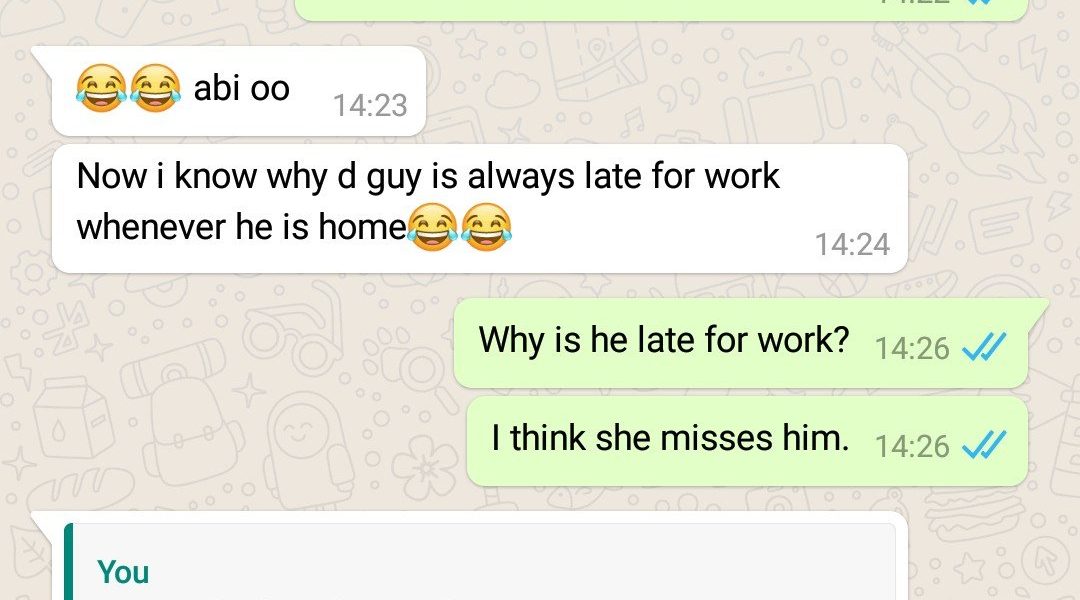 😂😂 abi oo 14:23
Now i know why d guy is always late for work
whenever he is home😂😂 14:24
Why is he late for work? 14:26
I think she misses him. 14:26
You